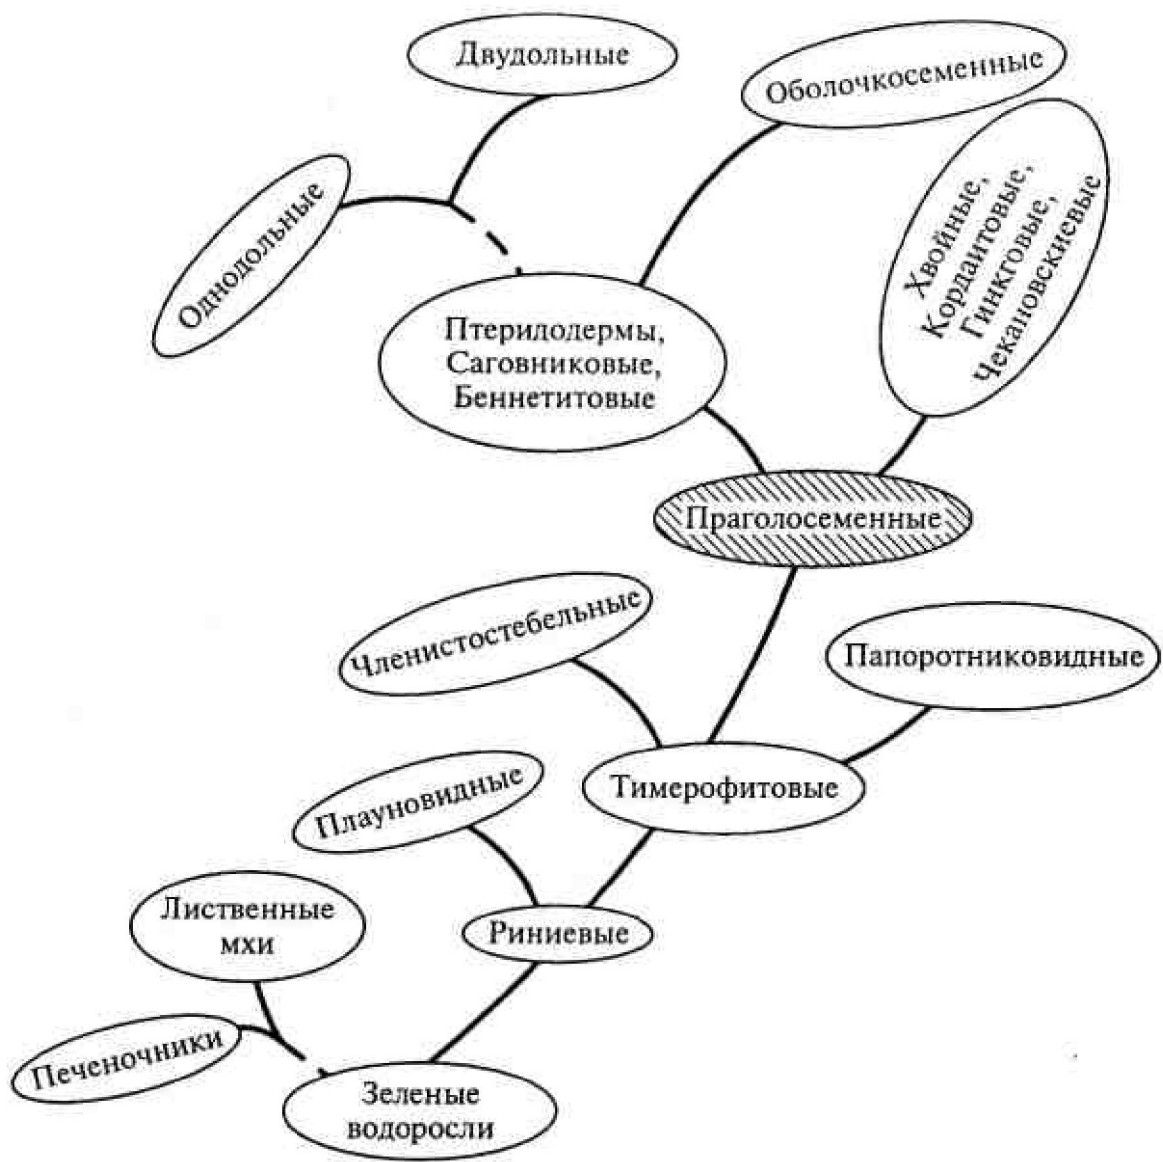 Двудольные
Оболочкосеменные
Однодольные
Хвойные,
Кордаитовые,
Гинкговые,
Чекановскиевые
Птеридодермы,
Саговниковые,
Беннетитовые
Праголосеменные
Членистостебельные
Папоротниковидные
Плауновидные
Тимерофитовые
Лиственные
мхи
Риниевые
Печеночники
Зеленые
водоросли